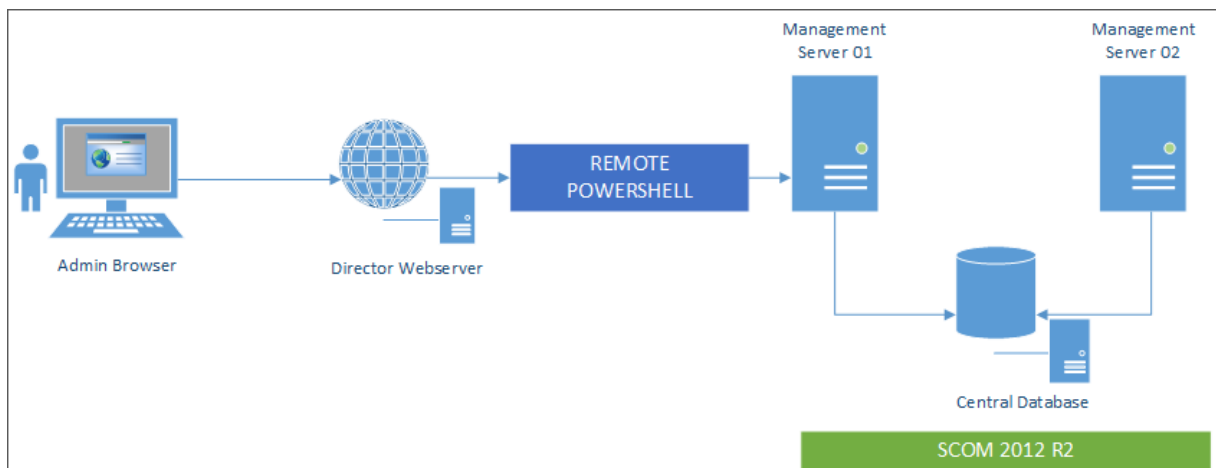 Management
Server 01
Management
Server 02
REMOTE
POWERSHELL
Admin Browser
Director Webserver
Central Database
SCOM 2012 R2